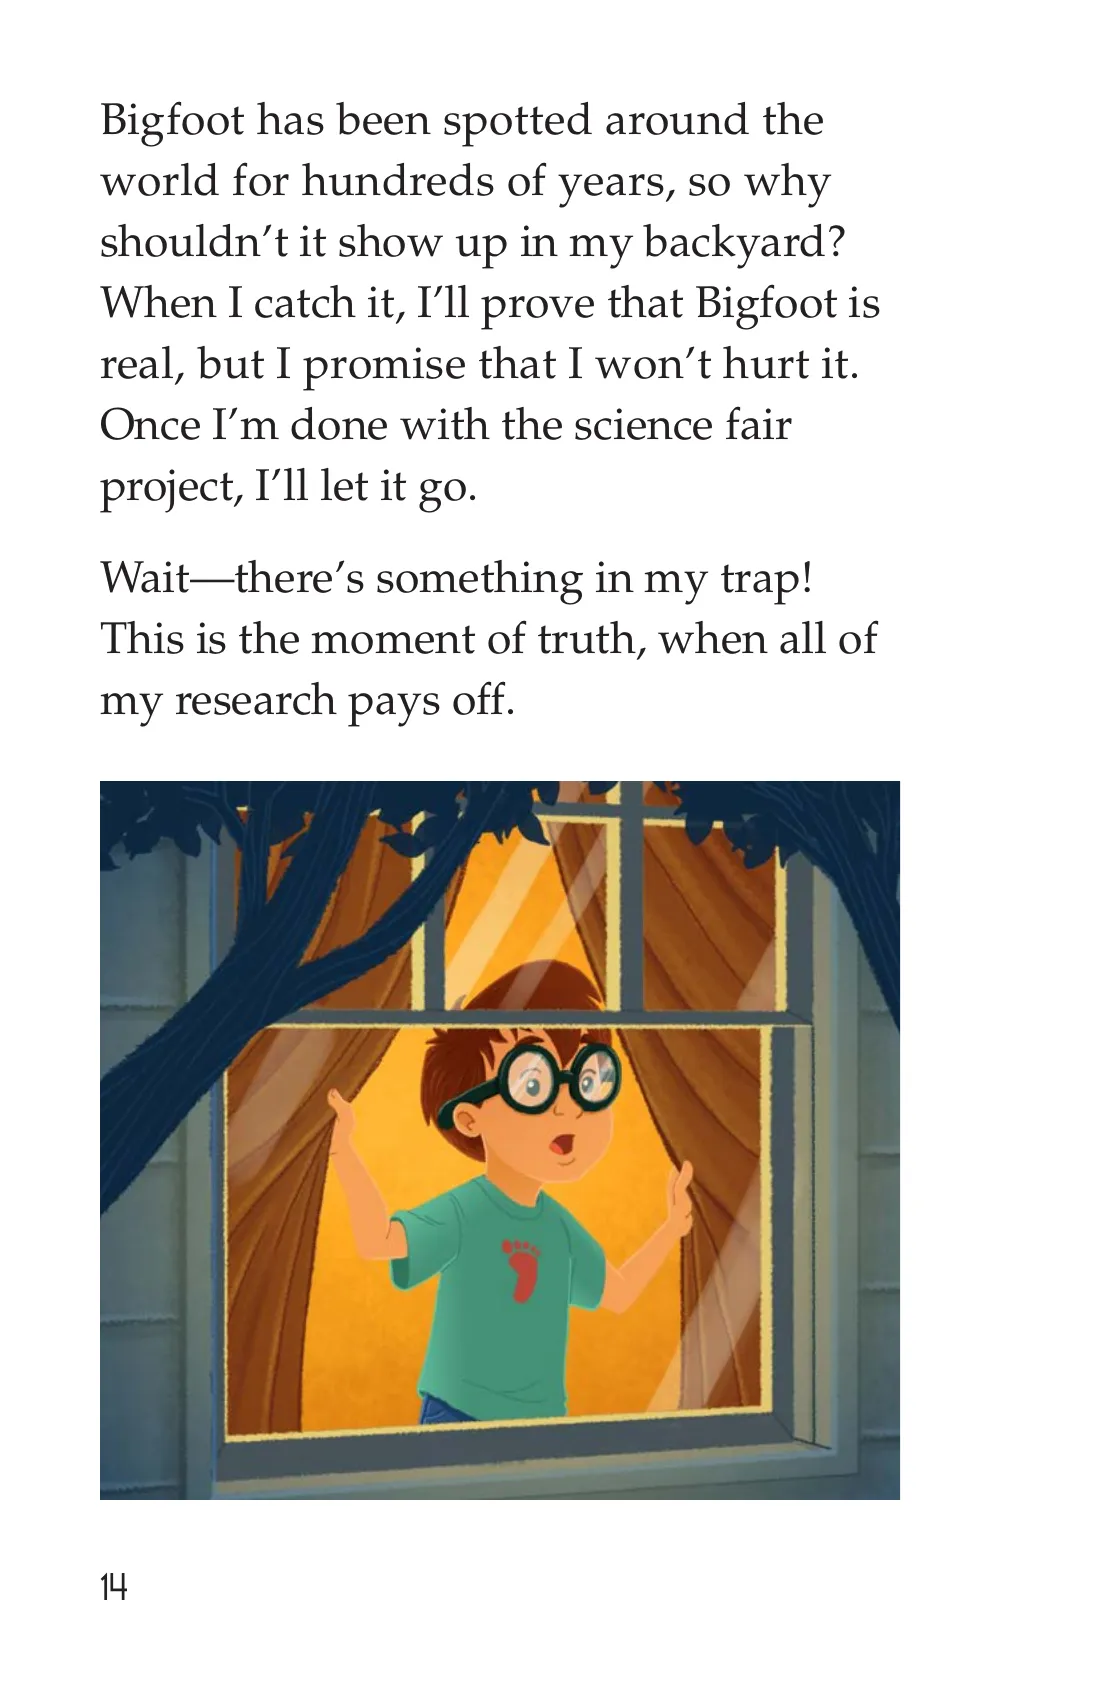 Bigfoot has been spotted around the
world for hundreds of years, so why
shouldn’t it show up in my backyard?
When I catch it, I’ll prove that Bigfoot is
real, but I promise that I won’t hurt it.
Once I’m done with the science fair
project, I’ll let it go.
Wait—there’s something in my trap!
This is the moment of truth, when all of
my research pays off.
14